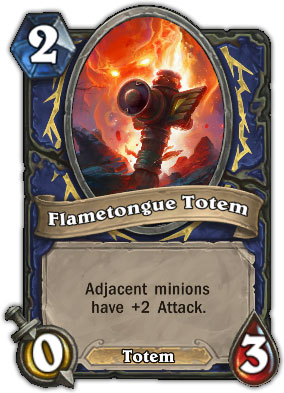 2
Flametongue Totem
Adjacent minions
have +2 Attack.
0
Totem
3